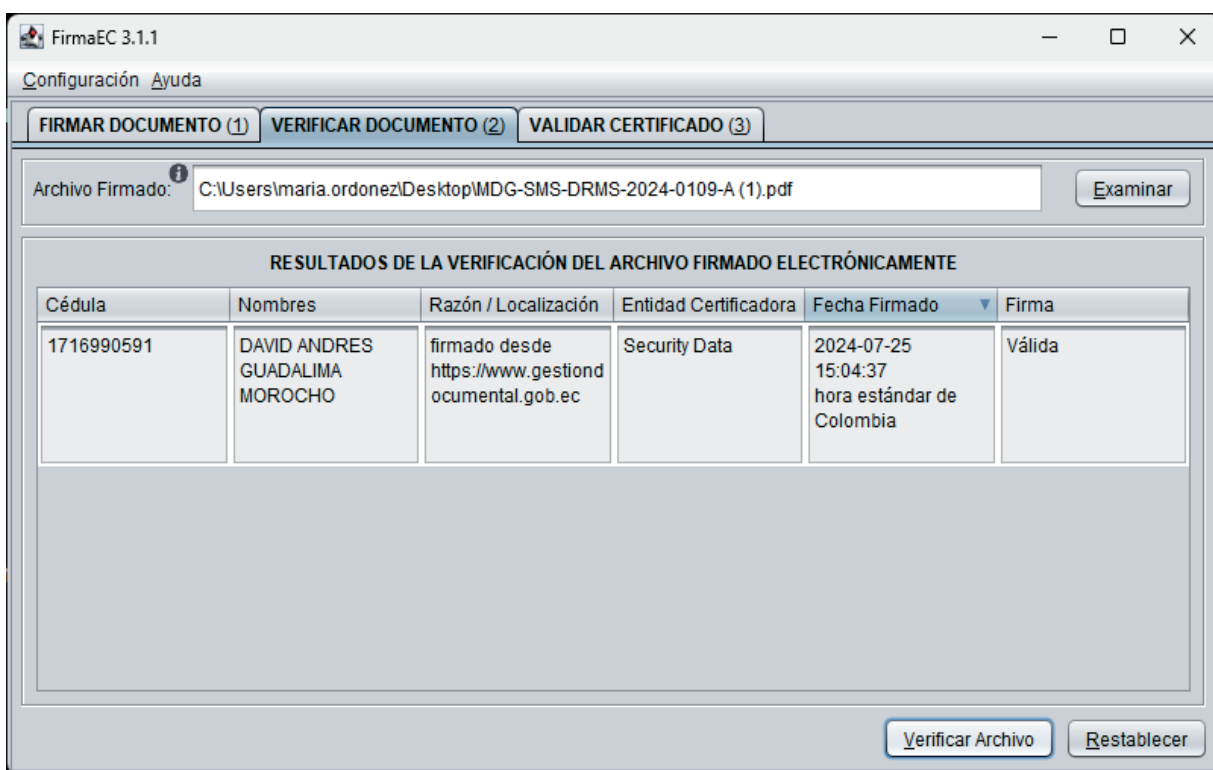 FirmaEC 3.1.1
Configuración Ayuda
FIRMAR DOCUMENTO (1) VERIFICAR DOCUMENTO (2) VALIDAR CERTIFICADO (3)
Archivo Firmado: C:\Users\maria.ordonez\Desktop\MDG-SMS-DRMS-2024-0109-A (1).pdf Examinar
RESULTADOS DE LA VERIFICACIÓN DEL ARCHIVO FIRMADO ELECTRÓNICAMENTE
Cédula Nombres Razón / Localización Entidad Certificadora Fecha Firmado Firma
1716990591 DAVID ANDRES firmado desde Security Data 2024-07-25 Válida
GUADALIMA https://www.gestiond 15:04:37
MOROCHO ocumental.gob.ec hora estándar de
Colombia
Verificar Archivo Restablecer